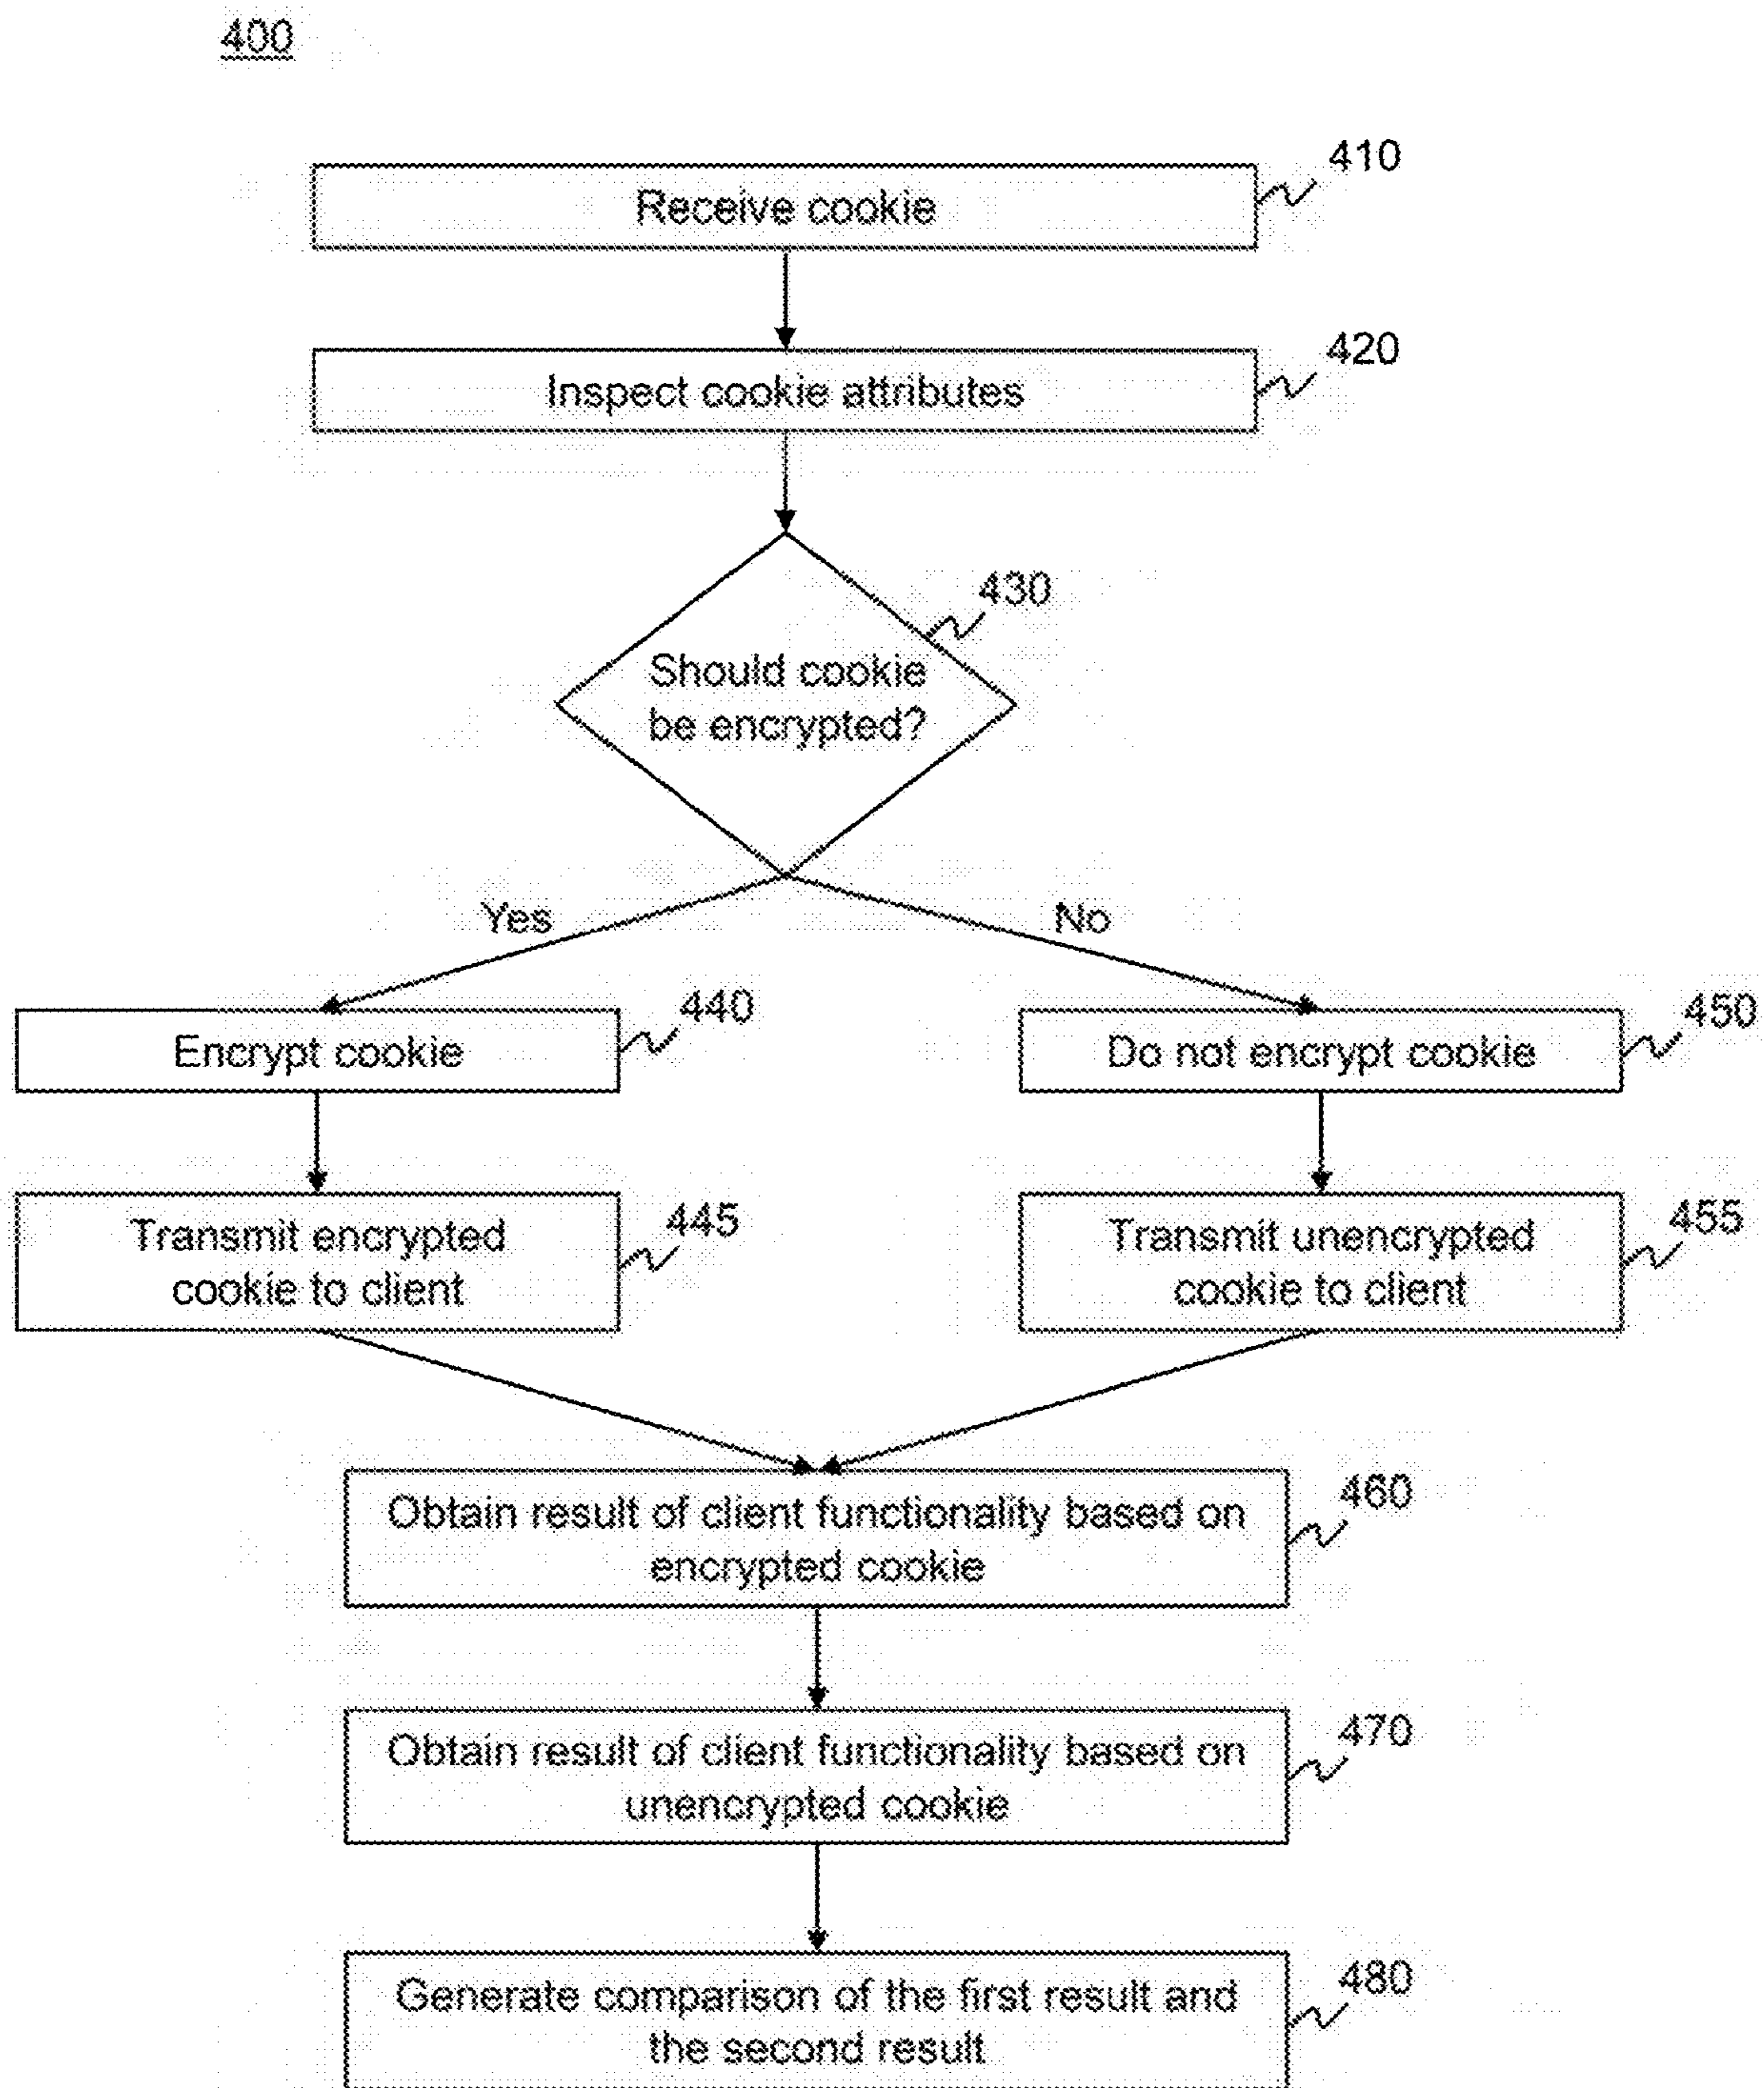 400
410
Receive cookie
420
Inspect cookie attributes
430
Should cookie
be encrypted?
Yes
No
440
Encrypt cookie
450
Do not encrypt cookie
445
Transmit encrypted
cookie to client
455
Transmit unencrypted
cookie to client
460
Obtain result of client functionality based on
encrypted cookie
470
Obtain result of client functionality based on
unencrypted cookie
480
Generate comparison of the first result and
the second result